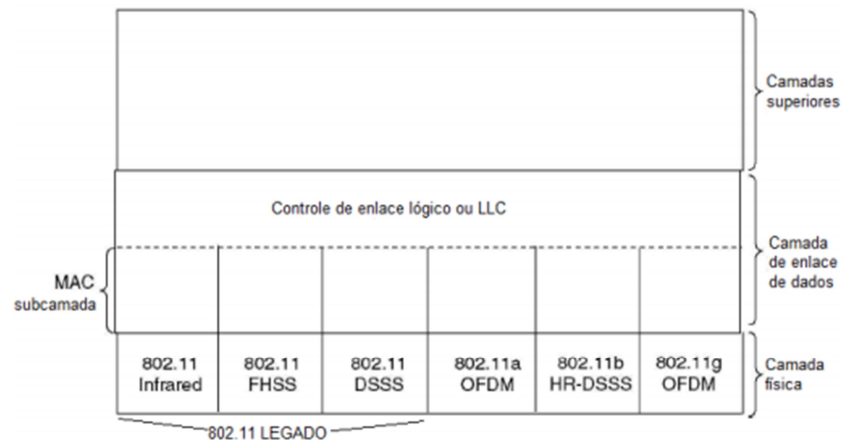 Camadas
superiores
Controle de enlace lógico ou LLC
Camada
de enlace
de dados
MAC
subcamada
802.11
Infrared
802.11
FHSS
802.11
DSSS
802.11a
OFDM
802.11b
HR-DSSS
802.11g
OFDM
Camada
física
802.11 LEGADO